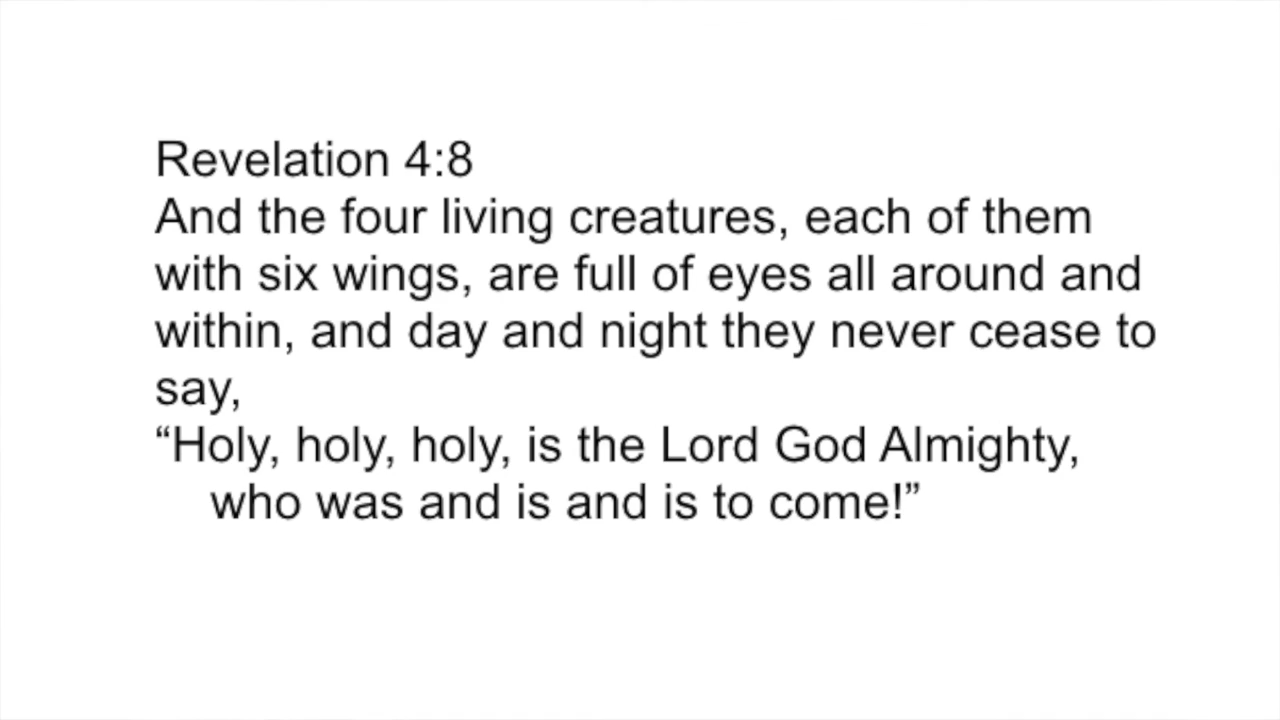 Revelation 4:8
And the four living creatures, each of them
with six wings, are full of eyes all around and
within, and day and night they never cease to
say,
“Holy, holy, holy, is the Lord God Almighty,
who was and is and is to come!”